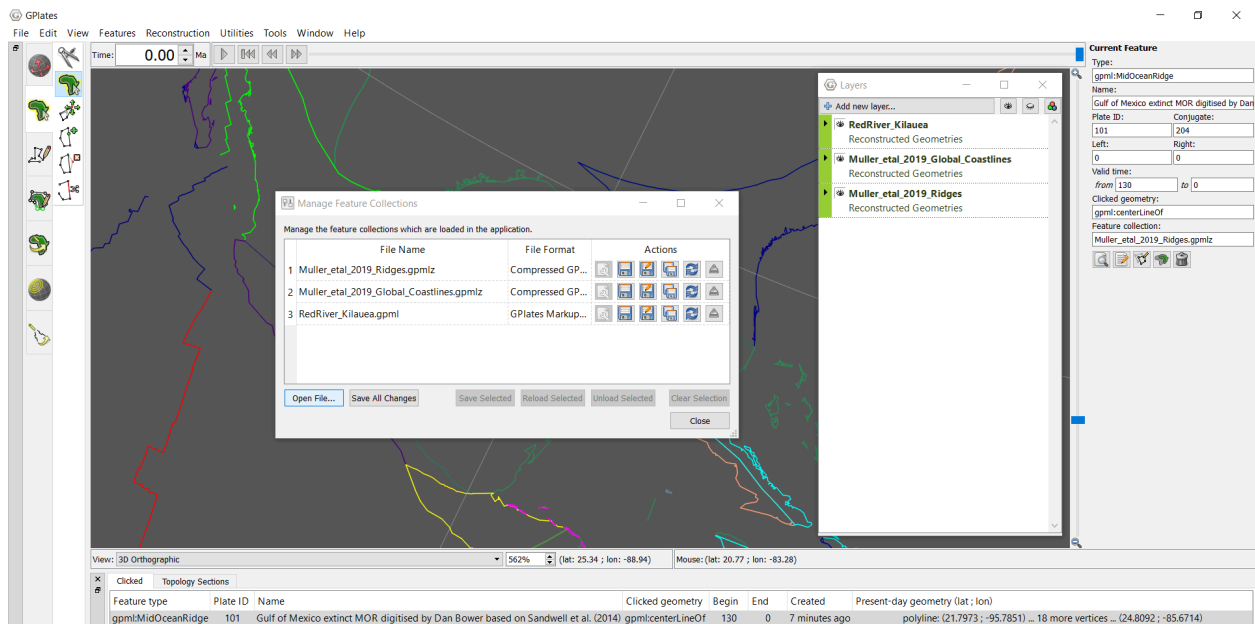 GPlates
File Edit View Features Reconstruction Utilities Tools Window Help
Time: 0.00 Ma
Current Feature
Type:
gpml:MidOceanRidge
Name:
Gulf of Mexico extinct MOR digitised by Dan
Plate ID: Conjugate:
101 204
Left: Right:
0 0
Valid time:
from 130 to 0
Clicked geometry:
gpml:centerLineOf
Feature collection:
Muller_etal_2019_Ridges.gpmlz
Layers
Add new layer...
RedRiver_Kilauea
Reconstructed Geometries
Muller_etal_2019_Global_Coastlines
Reconstructed Geometries
Muller_etal_2019_Ridges
Reconstructed Geometries
Manage Feature Collections
Manage the feature collections which are loaded in the application.
File Name File Format Actions
1 Muller_etal_2019_Ridges.gpmlz Compressed GP...
2 Muller_etal_2019_Global_Coastlines.gpmlz Compressed GP...
3 RedRiver_Kilauea.gpml GPlates Markup...
Open File... Save All Changes Save Selected Reload Selected Unload Selected Clear Selection
Close
View: 3D Orthographic 562% (lat: 25.34 ; lon: -88.94) Mouse: (lat: 20.77 ; lon: -83.28)
Clicked Topology Sections
Feature type Plate ID Name Clicked geometry Begin End Created Present-day geometry (lat ; lon)
gpml:MidOceanRidge 101 Gulf of Mexico extinct MOR digitised by Dan Bower based on Sandwell et al. (2014) gpml:centerLineOf 130 0 7 minutes ago polyline: (21.7973 ; -95.7851) ... 18 more vertices ... (24.8092 ; -85.6714)